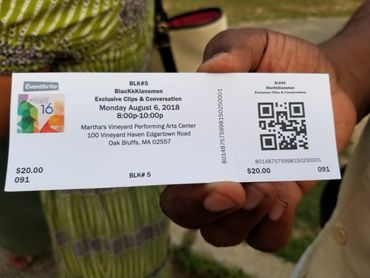 Eventbrite
16
BLK#5
BlacKkKlansmen
Exclusive Clips & Conversation
Monday August 6, 2018
8:00p-10:00p
Martha's Vineyard Performing Arts Center
100 Vineyard Haven Edgartown Road
Oak Bluffs, MA 02557
$20.00
091
BLK# 5
801487575998150250001
BLK#5
BlacKkKlansmen
Exclusive Clips & Conversation
801487575998150250001
$20.00
091